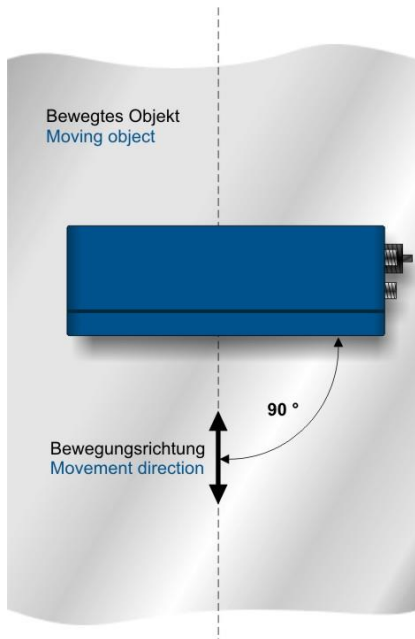 Bewegtes Objekt
Moving object
90 °
Bewegungsrichtung
Movement direction